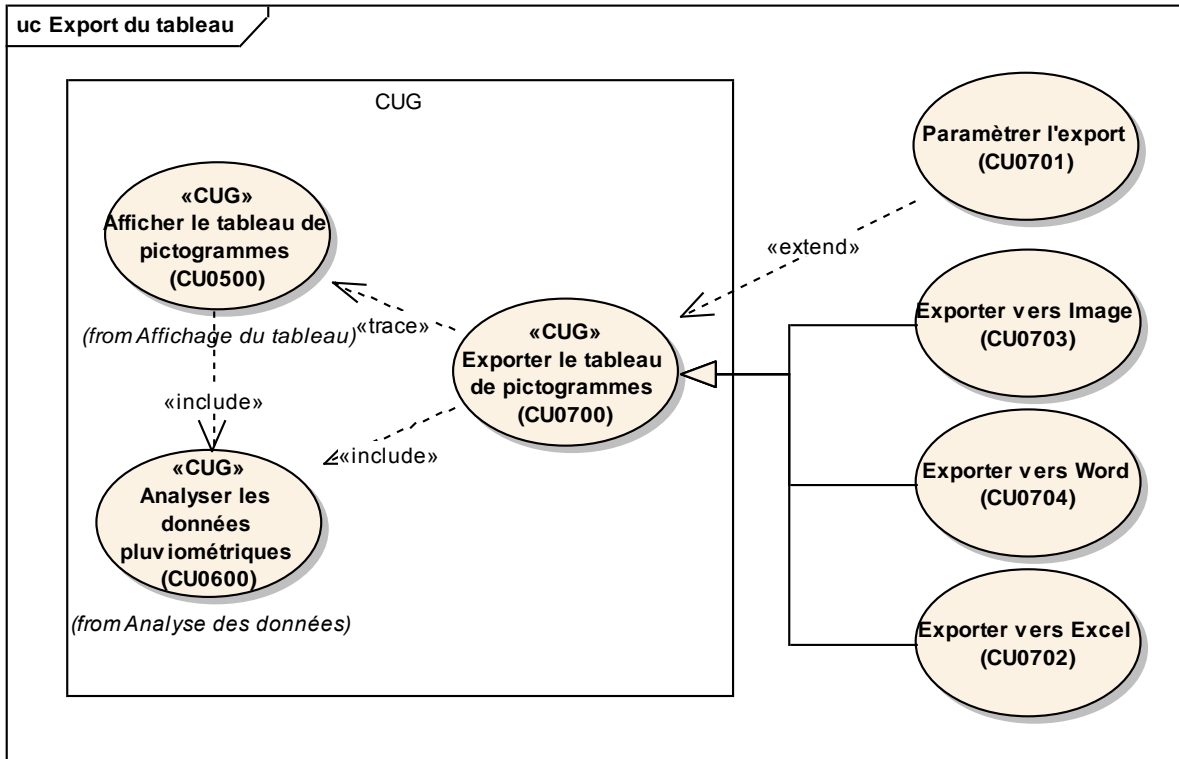 uc Export du tableau
CUG
«CUG»
Afficher le tableau de
pictogrammes
(CU0500)
(from Affichage du tableau)
«trace»
«include»
«CUG»
Analyser les
données
pluviométriques
(CU0600)
(from Analyse des données)
«include»
«CUG»
Exporter le tableau
de pictogrammes
(CU0700)
«extend»
Paramètrer l'export
(CU0701)
Exporter vers Image
(CU0703)
Exporter vers Word
(CU0704)
Exporter vers Excel
(CU0702)